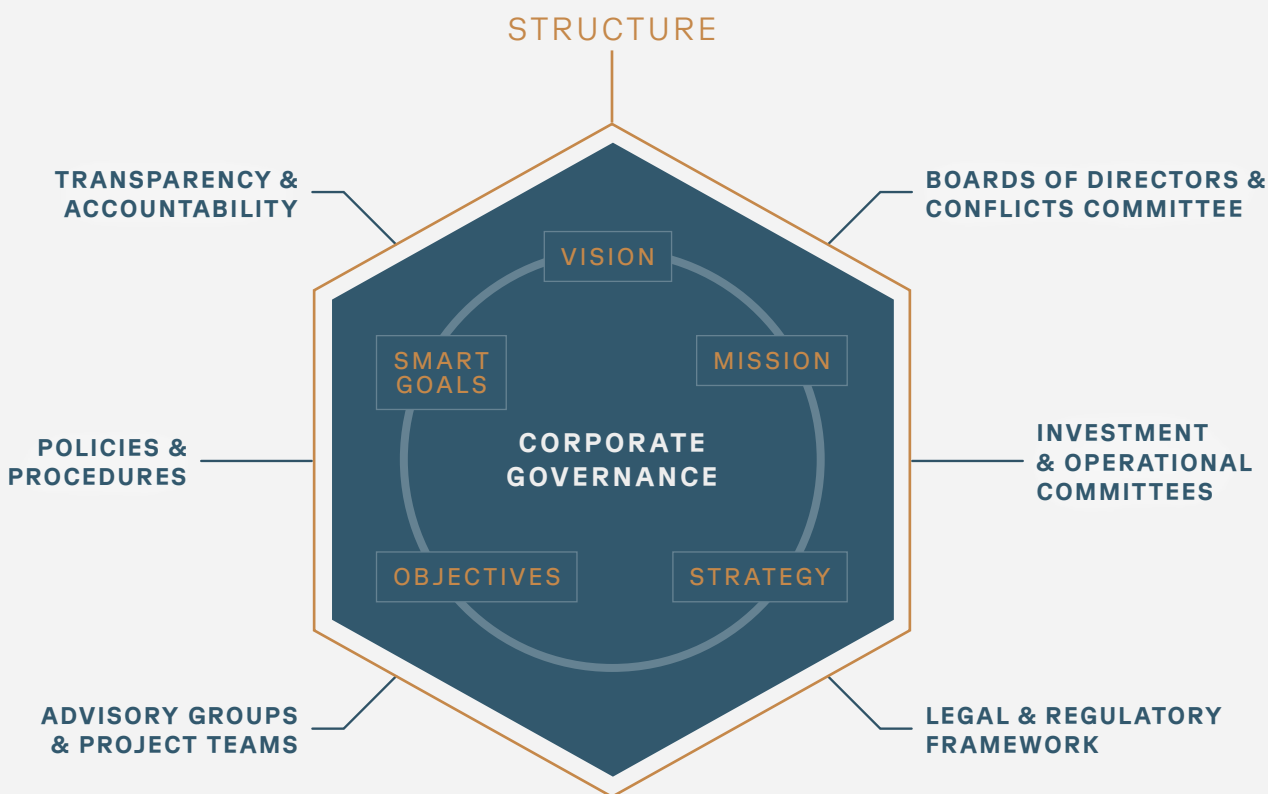 STRUCTURE
TRANSPARENCY &
ACCOUNTABILITY
BOARDS OF DIRECTORS &
CONFLICTS COMMITTEE
VISION
SMART
GOALS
MISSION
CORPORATE
GOVERNANCE
POLICIES &
PROCEDURES
INVESTMENT
& OPERATIONAL
COMMITTEES
OBJECTIVES
STRATEGY
ADVISORY GROUPS
& PROJECT TEAMS
LEGAL & REGULATORY
FRAMEWORK